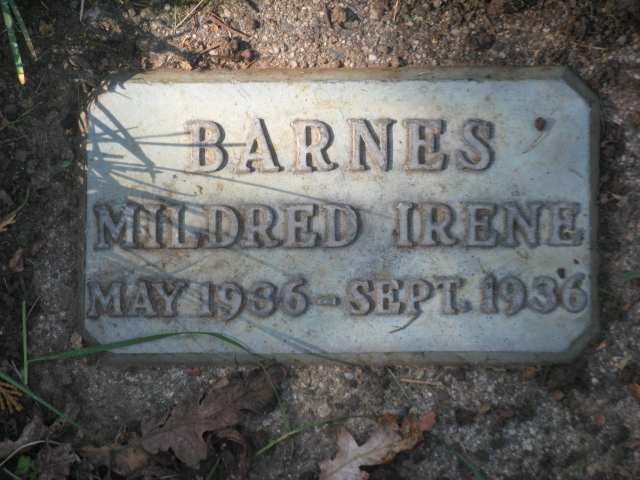 BARNES
MILDRED IRENE
MAY 1936 - SEPT. 1936